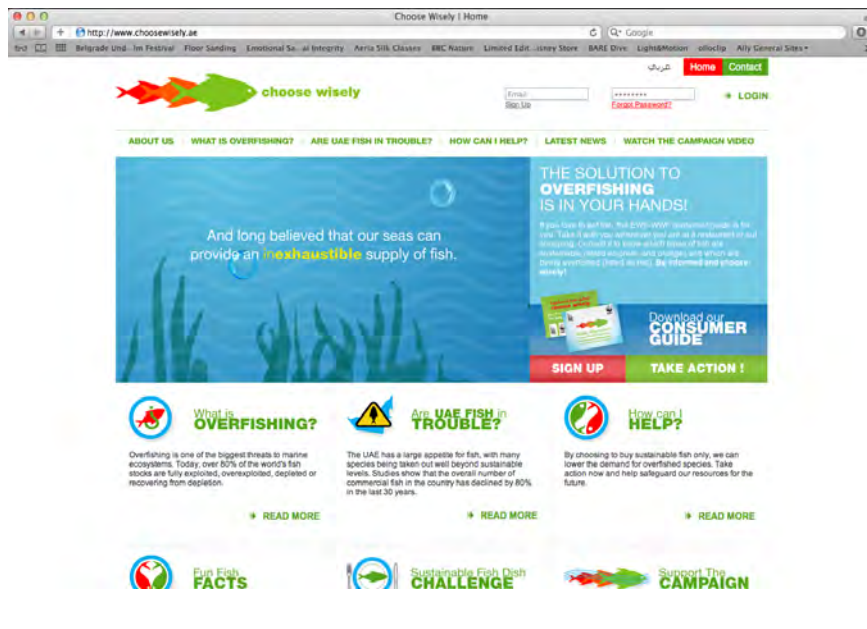 Choose Wisely | Home
http://www.choosewisely.ae
Google
Belgrade Und...lm Festival Floor Sanding Emotional Se...al Integrity Aeria Silk Classes BBC Nature Limited Edit...isney Store BARE Dive Light&Motion olloclip Ally General Sites
عربي Home Contact
choose wisely
Email
Sign Up
Forgot Password?
LOGIN
ABOUT US WHAT IS OVERFISHING? ARE UAE FISH IN TROUBLE? HOW CAN I HELP? LATEST NEWS WATCH THE CAMPAIGN VIDEO
And long believed that our seas can
provide an inexhaustible supply of fish.
THE SOLUTION TO
OVERFISHING
IS IN YOUR HANDS!
Be informed and choose
wisely!
Download our
CONSUMER
GUIDE
SIGN UP TAKE ACTION !
What is
OVERFISHING?
Overfishing is one of the biggest threats to marine
ecosystems. Today, over 80% of the world's fish
stocks are fully exploited, overexploited, depleted or
recovering from depletion.
READ MORE
Are UAE FISH in
TROUBLE?
The UAE has a large appetite for fish, with many
species being taken out well beyond sustainable
levels. Studies show that the overall number of
commercial fish in the country has declined by 80%
in the last 30 years.
READ MORE
How can I
HELP?
By choosing to buy sustainable fish only, we can
lower the demand for overfished species. Take
action now and help safeguard our resources for the
future.
READ MORE
Fun Fish
FACTS
Sustainable Fish Dish
CHALLENGE
Support The
CAMPAIGN